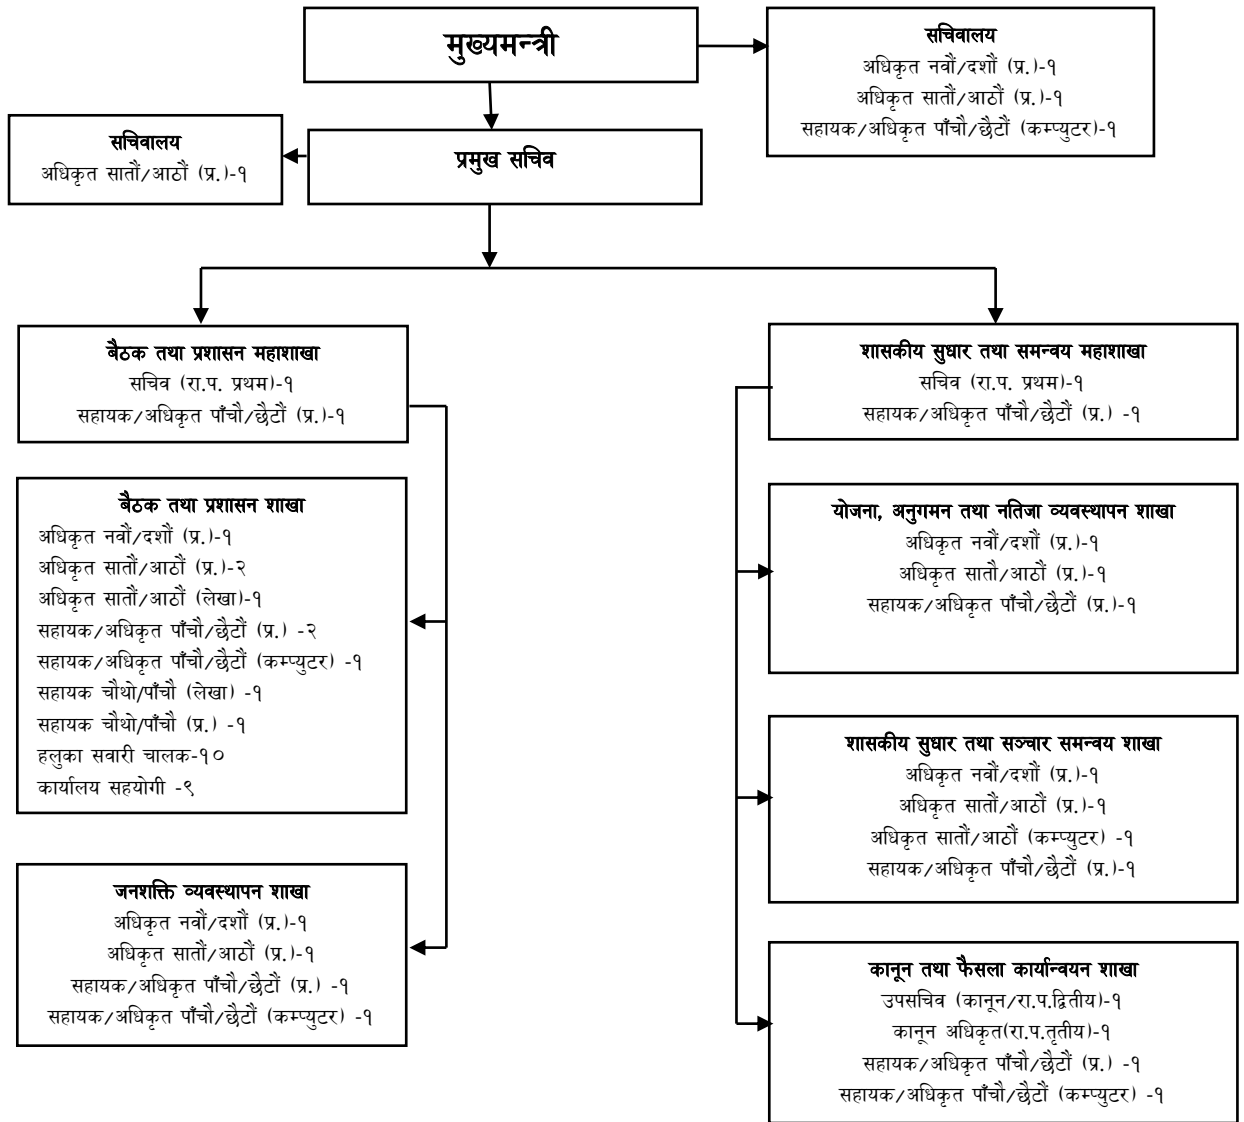 मुख्यमन्त्री
सचिवालय
अधिकृत नवौं/दशौं (प्र.)-१
अधिकृत सातौं/आठौं (प्र.)-१
सहायक/अधिकृत पाँचौ/छैटौं (कम्प्युटर)-१
सचिवालय
अधिकृत सातौं/आठौं (प्र.)-१
प्रमुख सचिव
बैठक तथा प्रशासन महाशाखा
सचिव (रा.प. प्रथम)-१
सहायक/अधिकृत पाँचौ/छैटौं (प्र.)-१
बैठक तथा प्रशासन शाखा
अधिकृत नवौं/दशौं (प्र.)-१
अधिकृत सातौं/आठौं (प्र.)-२
अधिकृत सातौं/आठौं (लेखा)-१
सहायक/अधिकृत पाँचौ/छैटौं (प्र.) -२
सहायक/अधिकृत पाँचौ/छैटौं (कम्प्युटर) -१
सहायक चौथो/पाँचौ (लेखा) -१
सहायक चौथो/पाँचौ (प्र.) -१
हलुका सवारी चालक-१०
कार्यालय सहयोगी -९
जनशक्ति व्यवस्थापन शाखा
अधिकृत नवौं/दशौं (प्र.)-१
अधिकृत सातौं/आठौं (प्र.)-१
सहायक/अधिकृत पाँचौ/छैटौं (प्र.) -१
सहायक/अधिकृत पाँचौ/छैटौं (कम्प्युटर) -१
शासकीय सुधार तथा समन्वय महाशाखा
सचिव (रा.प. प्रथम)-१
सहायक/अधिकृत पाँचौ/छैटौं (प्र.) -१
योजना, अनुगमन तथा नतिजा व्यवस्थापन शाखा
अधिकृत नवौं/दशौं (प्र.)-१
अधिकृत सातौ/आठौं (प्र.)-१
सहायक/अधिकृत पाँचौ/छैटौं (प्र.)-१
शासकीय सुधार तथा सञ्चार समन्वय शाखा
अधिकृत नवौं/दशौं (प्र.)-१
अधिकृत सातौं/आठौं (प्र.)-१
अधिकृत सातौं/आठौं (कम्प्युटर) -१
सहायक/अधिकृत पाँचौ/छैटौं (प्र.)-१
कानून तथा फैसला कार्यान्वयन शाखा
उपसचिव (कानून/रा.प.द्वितीय)-१
कानून अधिकृत(रा.प.तृतीय)-१
सहायक/अधिकृत पाँचौ/छैटौं (प्र.) -१
सहायक/अधिकृत पाँचौ/छैटौं (कम्प्युटर) -१